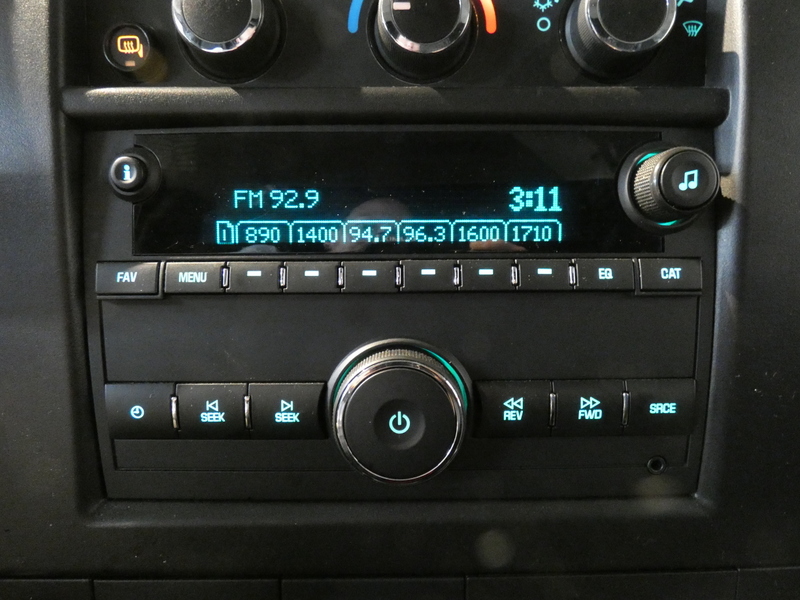 i
FM 92.9 3:11
1 890 1400 94.7 96.3 1600 1710
FAV MENU EQ CAT
SEEK SEEK REV FWD SRCE